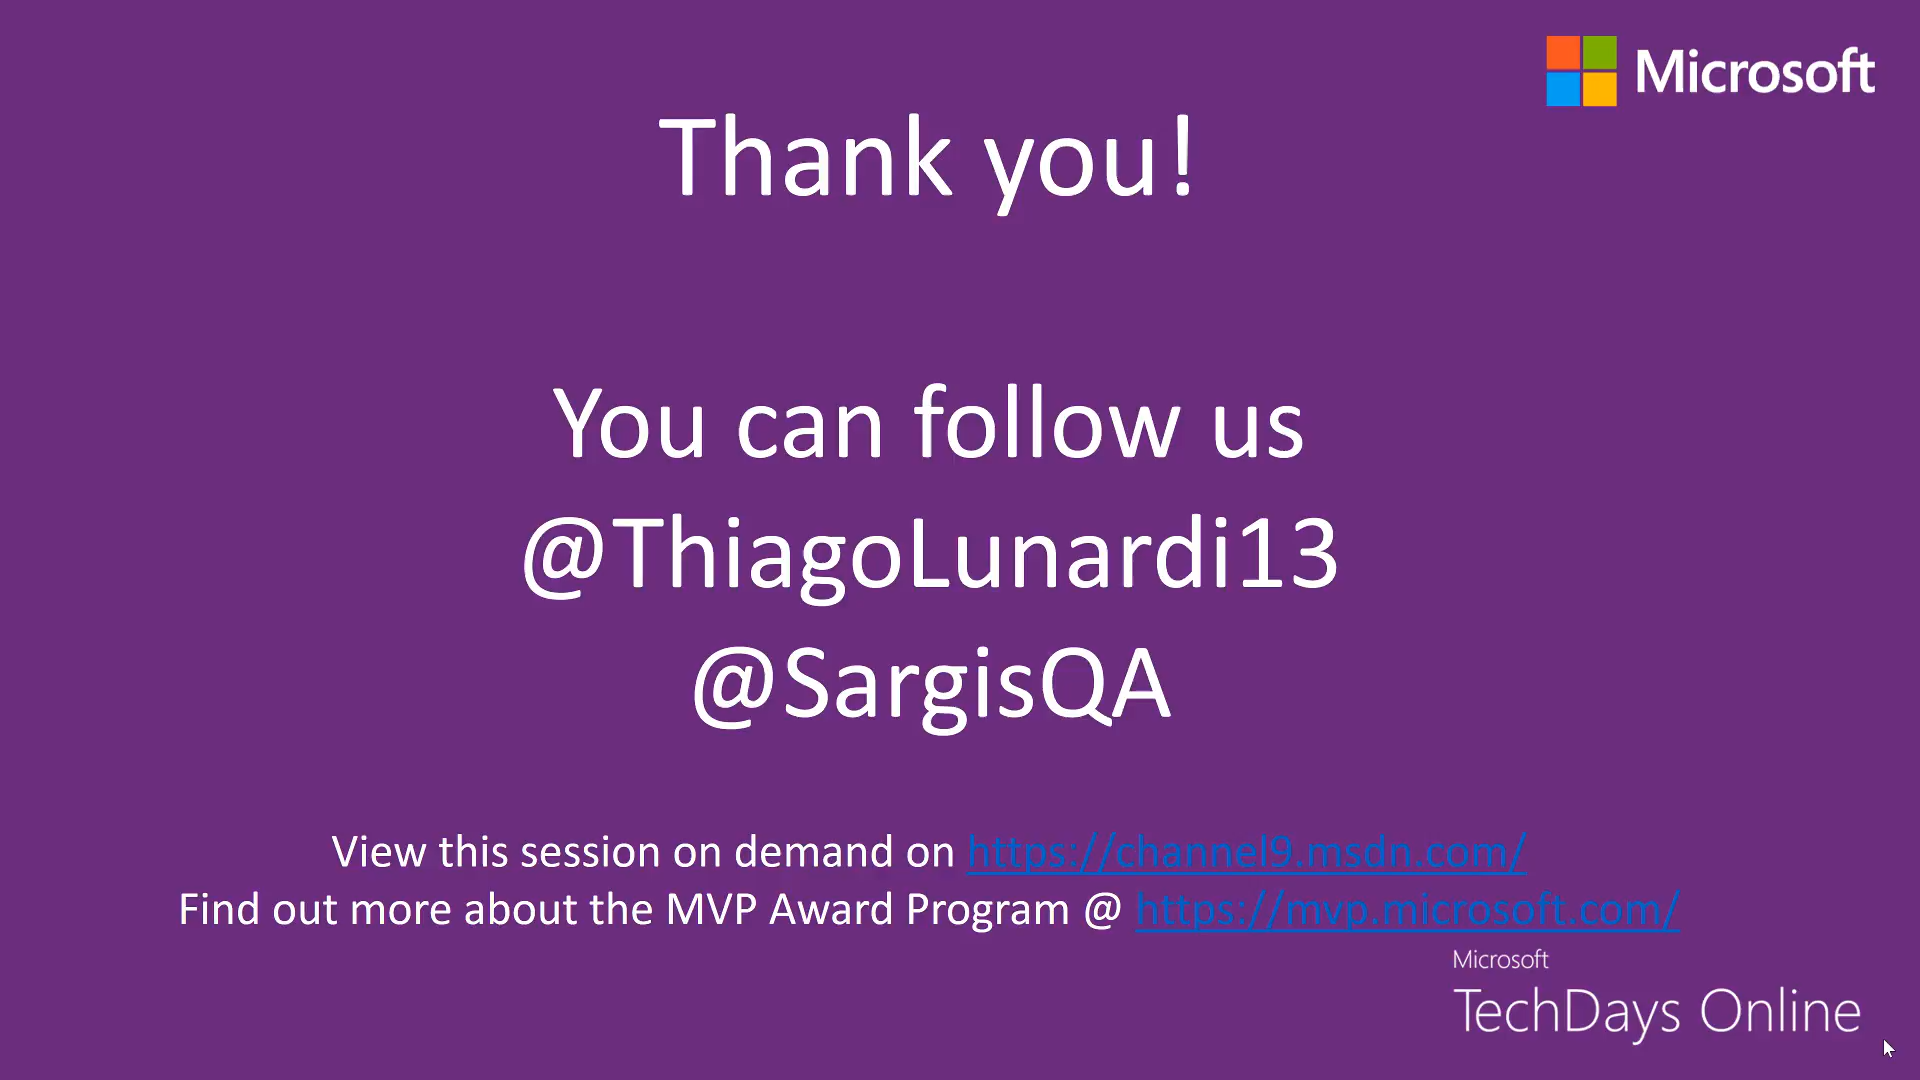 Microsoft
Thank you!
You can follow us
@ThiagoLunardi13
@SargisQA
View this session on demand on https://channel9.msdn.com/
Find out more about the MVP Award Program @ https://mvp.microsoft.com/
Microsoft
TechDays Online